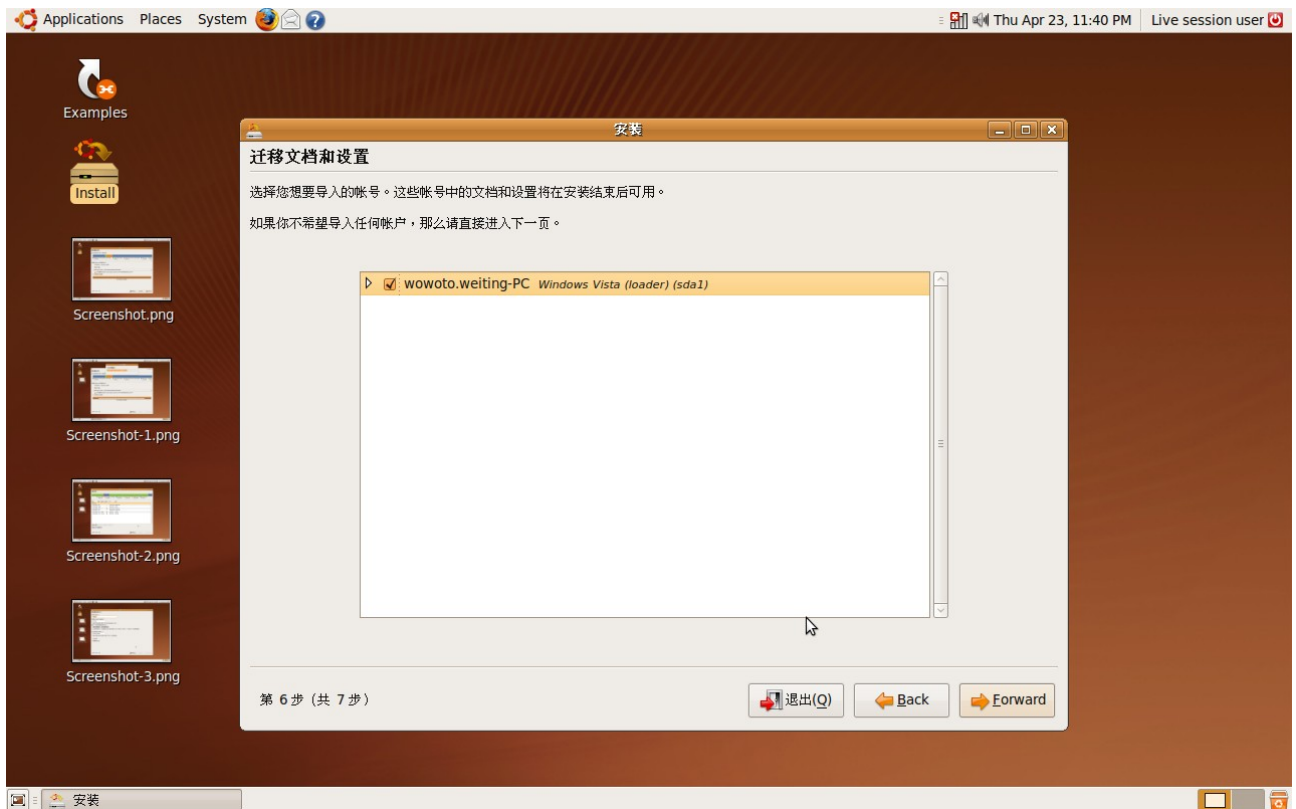 Applications Places System
Thu Apr 23, 11:40 PM Live session user
Examples
Install
Screenshot.png
Screenshot-1.png
Screenshot-2.png
Screenshot-3.png
安装
迁移文档和设置
选择您想要导入的帐号。这些帐号中的文档和设置将在安装结束后可用。
如果你不希望导入任何帐户，那么请直接进入下一页。
wowoto.weiting-PC Windows Vista (loader) (sda1)
第 6 步 (共 7 步)
退出(Q) Back Forward
安装